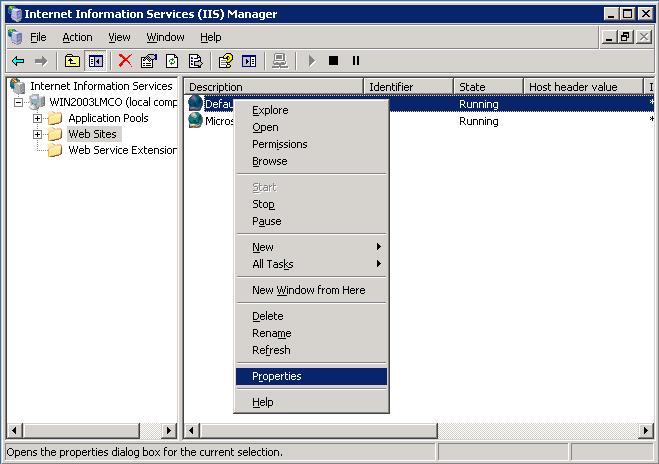 Internet Information Services (IIS) Manager
File Action View Window Help
Internet Information Services
WIN2003LMCO (local comp
Application Pools
Web Sites
Web Service Extension
Description Identifier State Host header value I
Defau Running *
Micros Running *
Explore
Open
Permissions
Browse
Start
Stop
Pause
New
All Tasks
New Window from Here
Delete
Rename
Refresh
Properties
Help
Opens the properties dialog box for the current selection.